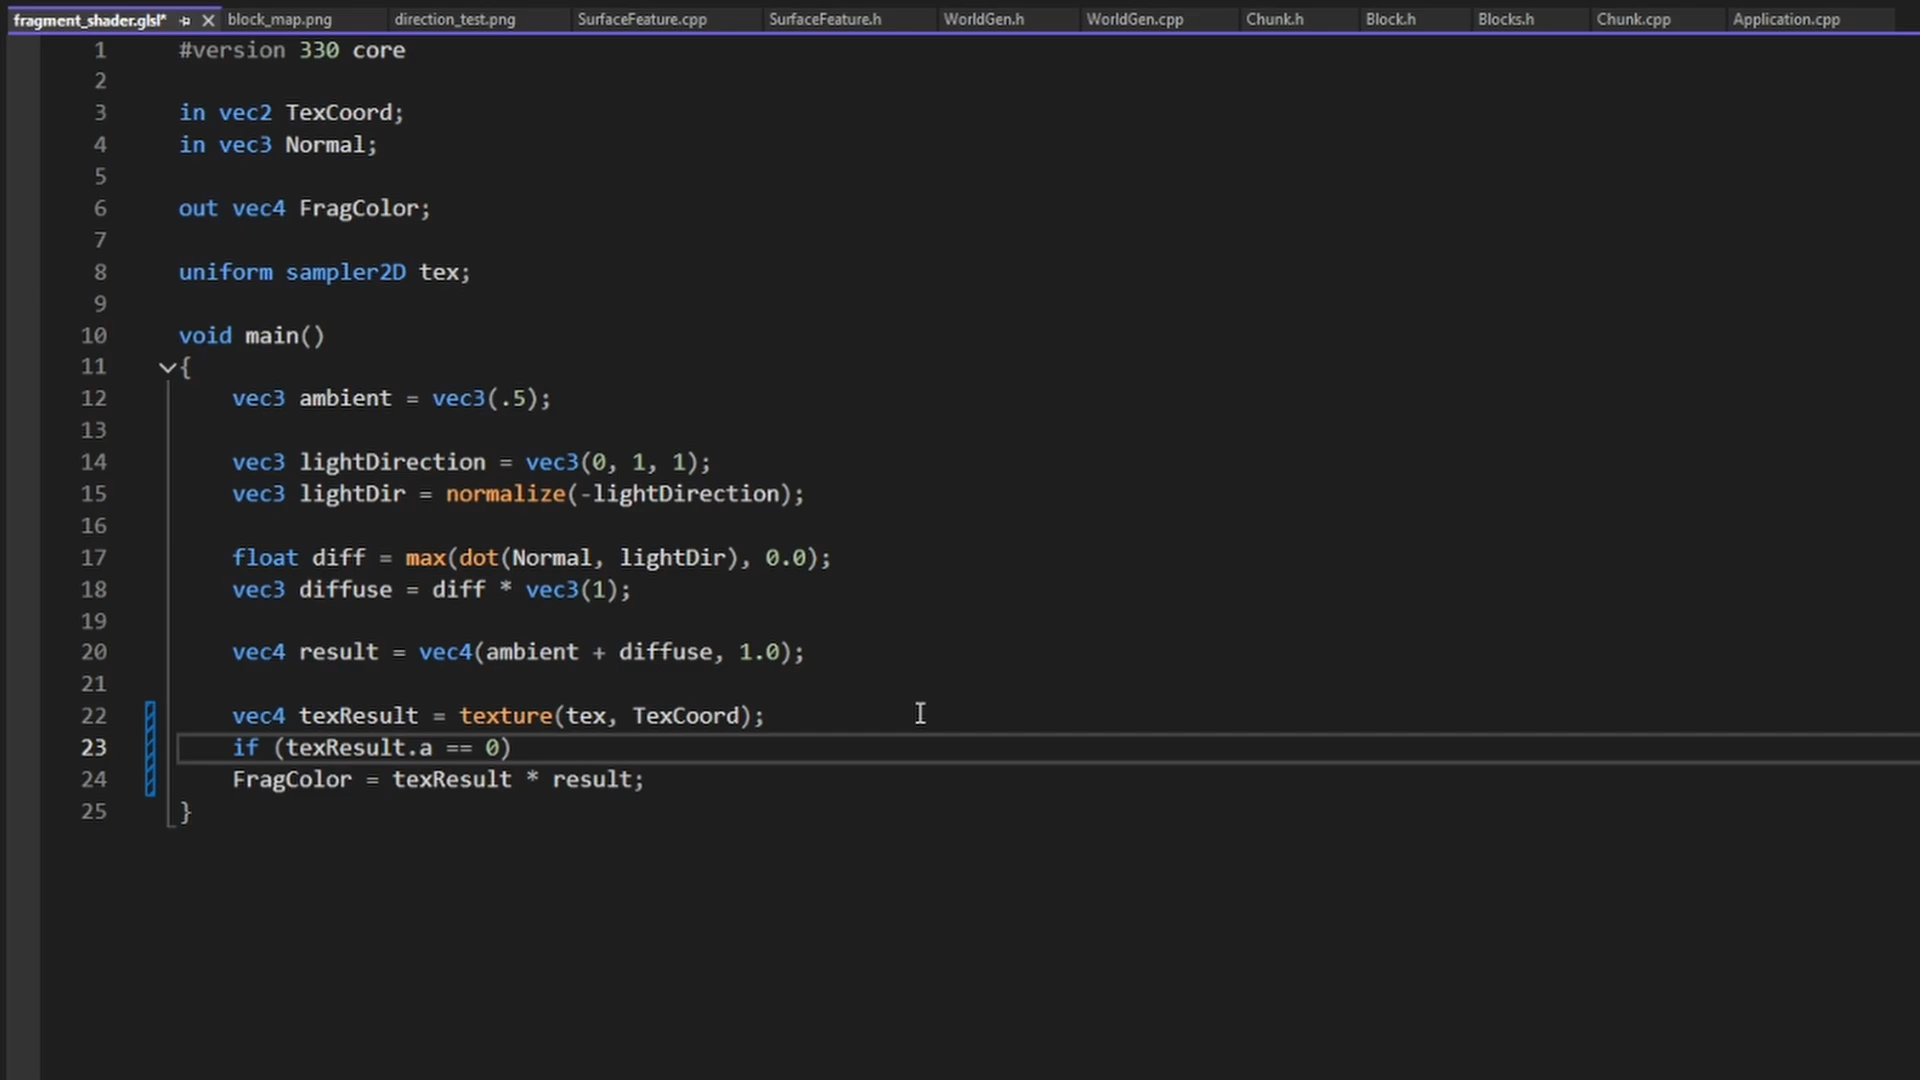 fragment_shader.glsl* block_map.png direction_test.png SurfaceFeature.cpp SurfaceFeature.h WorldGen.h WorldGen.cpp Chunk.h Block.h Blocks.h Chunk.cpp Application.cpp
1 #version 330 core
2
3 in vec2 TexCoord;
4 in vec3 Normal;
5
6 out vec4 FragColor;
7
8 uniform sampler2D tex;
9
10 void main()
11 {
12 vec3 ambient = vec3(.5);
13
14 vec3 lightDirection = vec3(0, 1, 1);
15 vec3 lightDir = normalize(-lightDirection);
16
17 float diff = max(dot(Normal, lightDir), 0.0);
18 vec3 diffuse = diff * vec3(1);
19
20 vec4 result = vec4(ambient + diffuse, 1.0);
21
22 vec4 texResult = texture(tex, TexCoord);
23 if (texResult.a == 0)
24 FragColor = texResult * result;
25 }